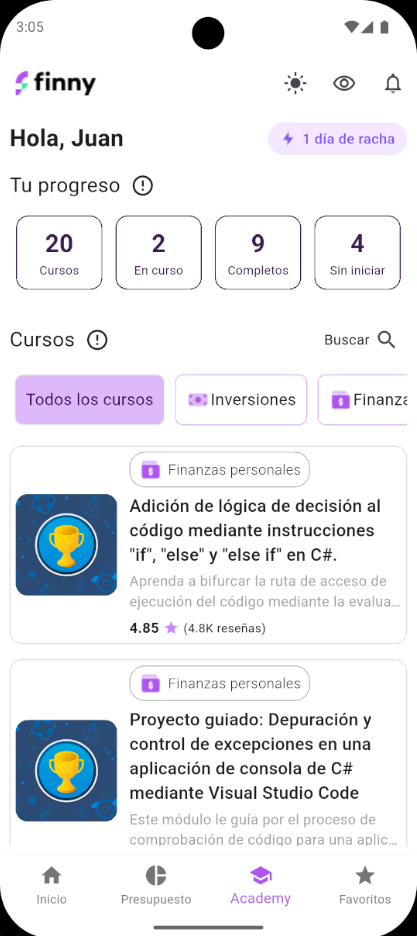 3:05
finny
Hola, Juan
1 día de racha
Tu progreso
20
Cursos
2
En curso
9
Completos
4
Sin iniciar
Cursos
Buscar
Todos los cursos
Inversiones
Finanza
Finanzas personales
Adición de lógica de decisión al
código mediante instrucciones
"if", "else" y "else if" en C#.
Aprenda a bifurcar la ruta de acceso de
ejecución del código mediante la evalua...
4.85 ★ (4.8K reseñas)
Finanzas personales
Proyecto guiado: Depuración y
control de excepciones en una
aplicación de consola de C#
mediante Visual Studio Code
Este módulo le guía por el proceso de
comprobación de código para una aplic...
Inicio
Presupuesto
Academy
Favoritos